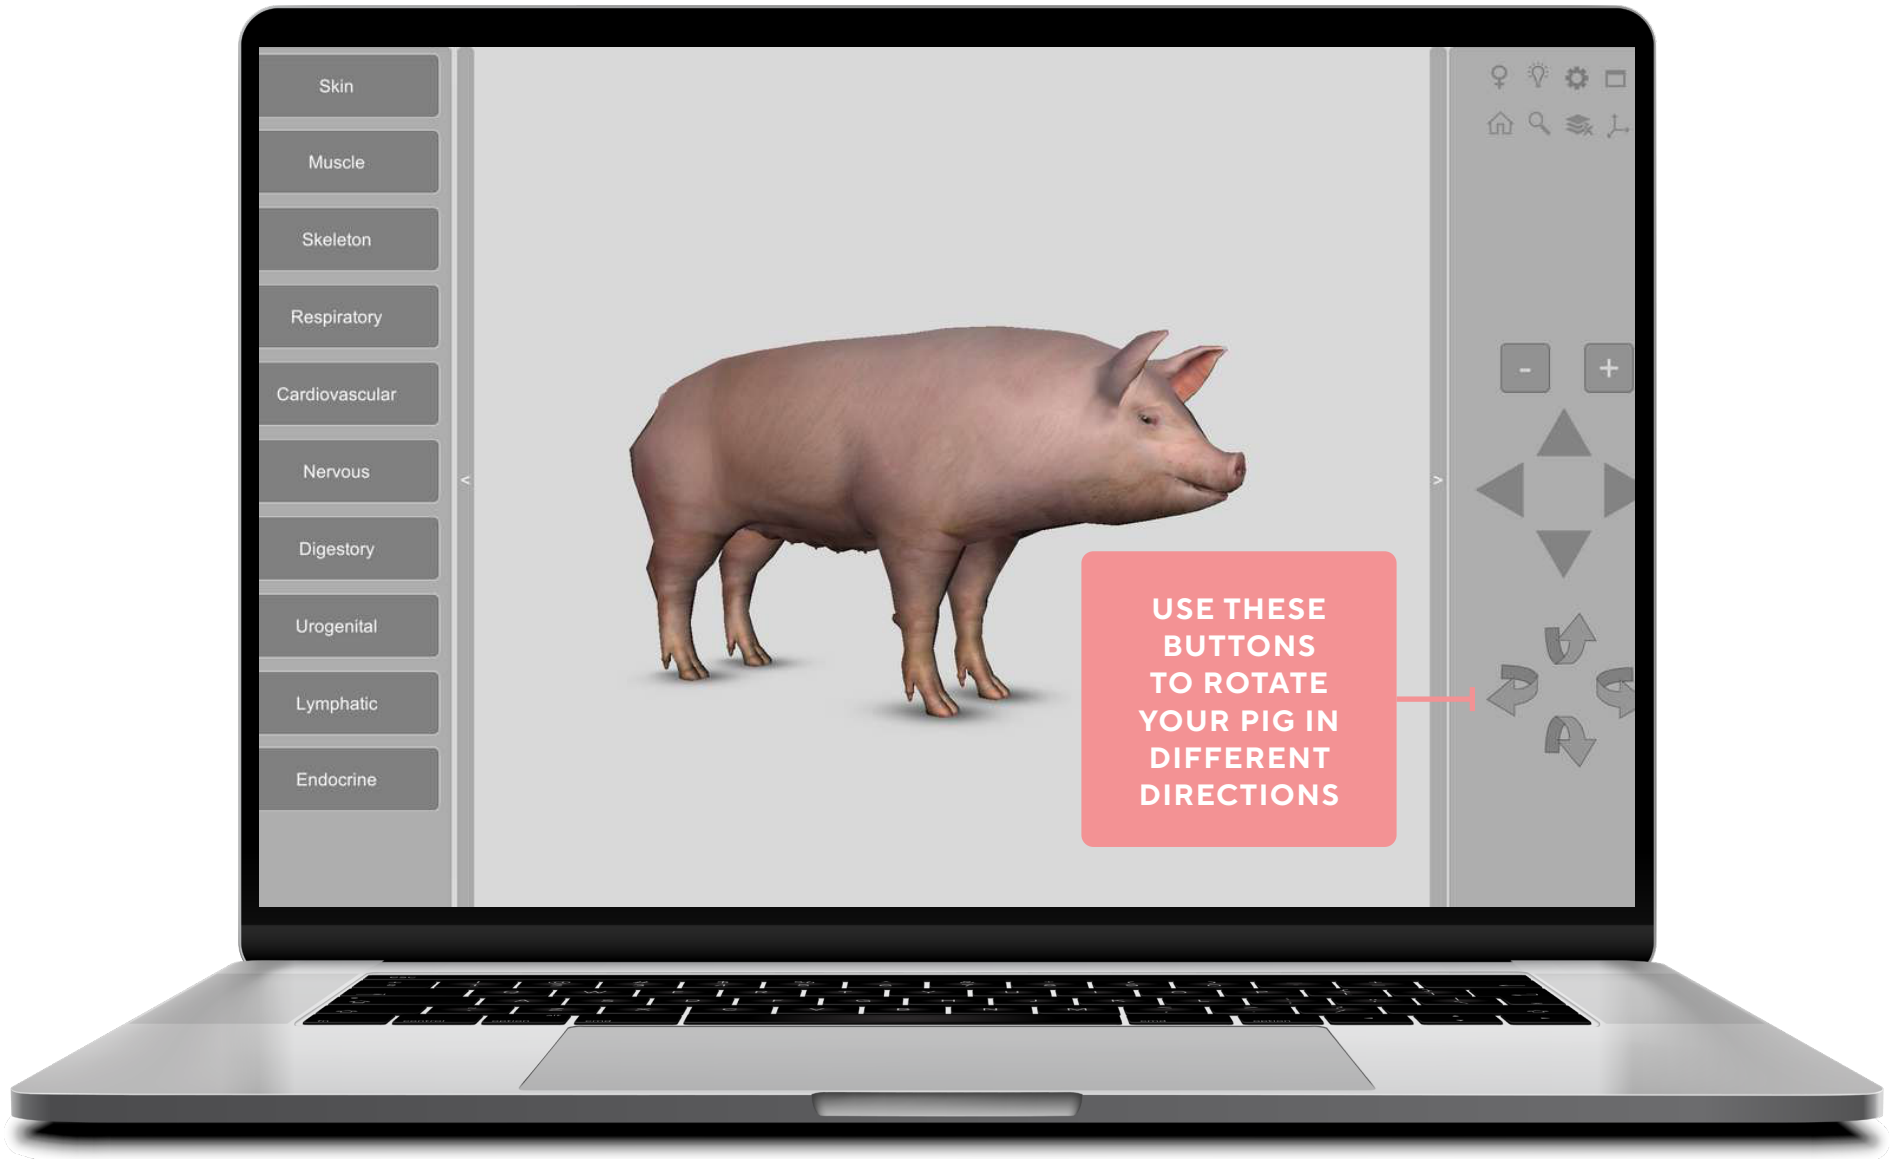 Skin
Muscle
Skeleton
Respiratory
Cardiovascular
Nervous
Digestory
Urogenital
Lymphatic
Endocrine
<
>
-
+
USE THESE
BUTTONS
TO ROTATE
YOUR PIG IN
DIFFERENT
DIRECTIONS